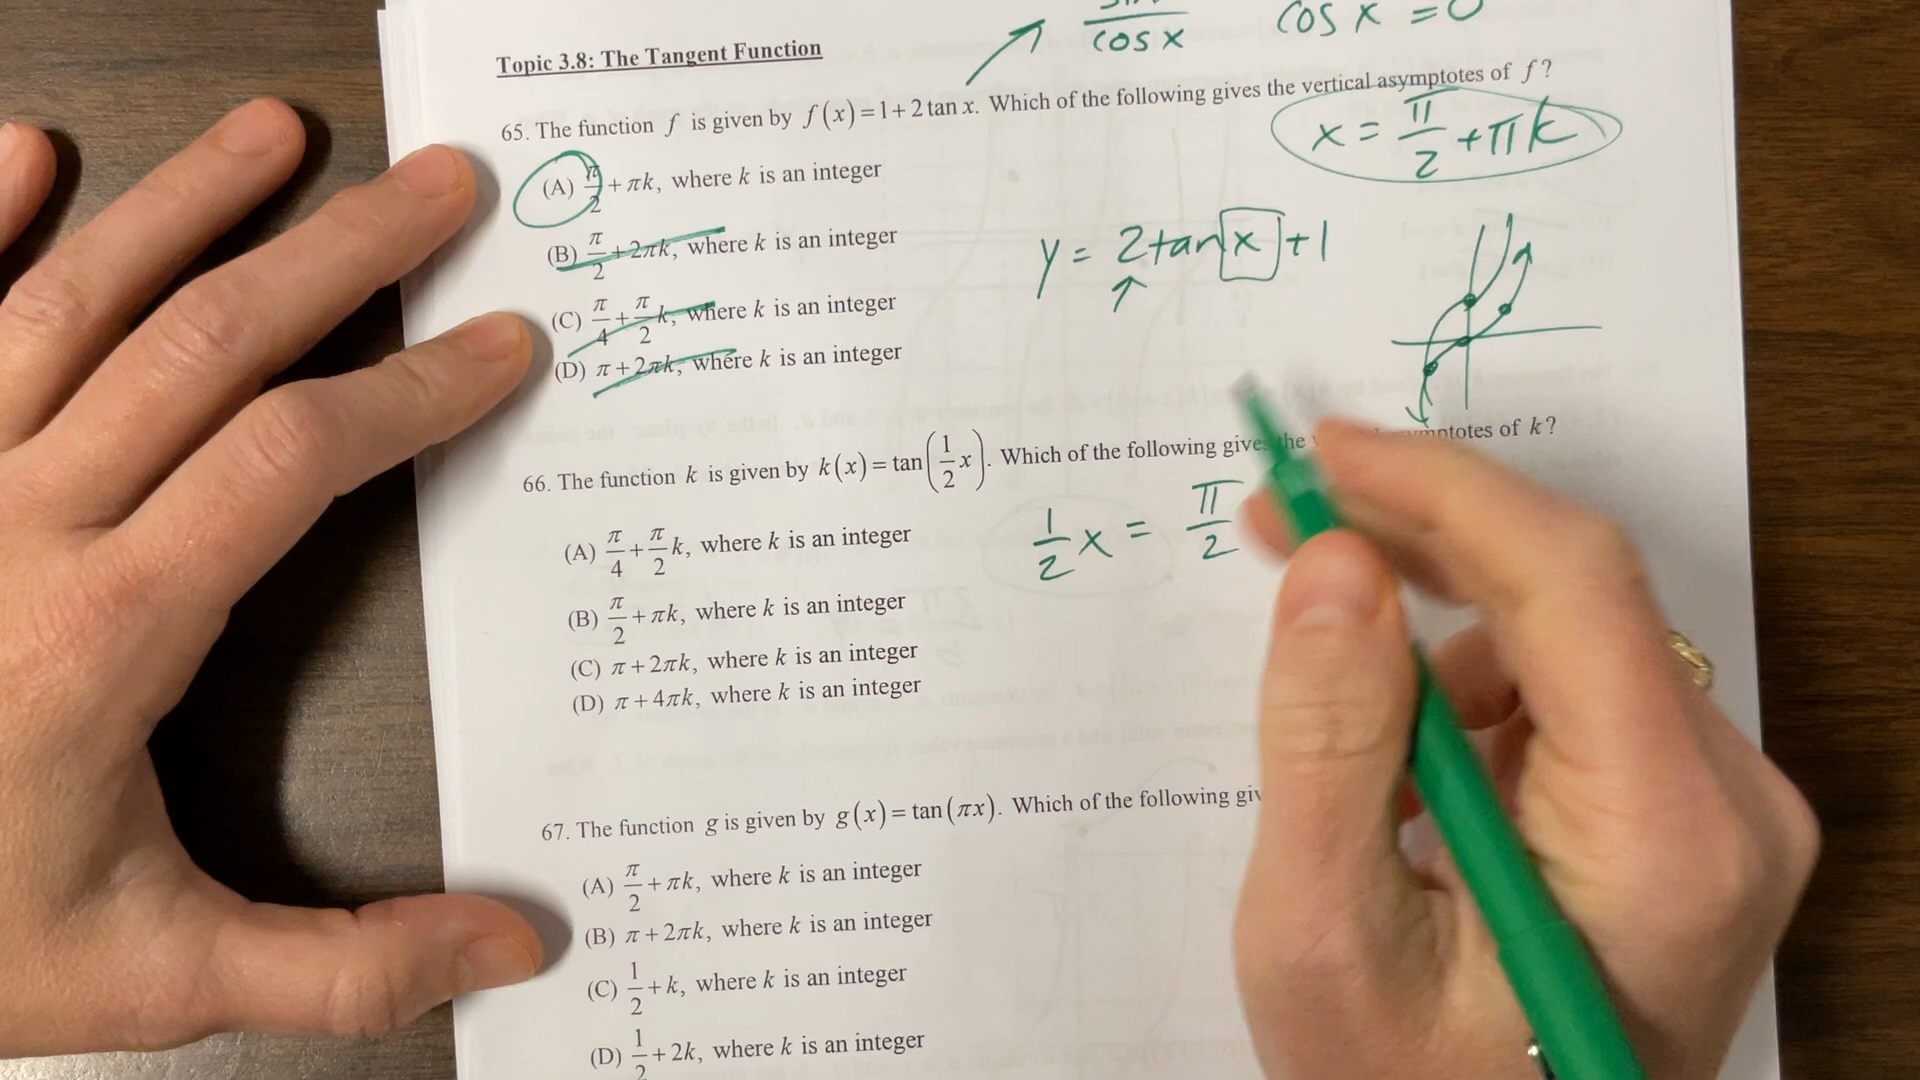 cos x
cos x = 0
Topic 3.8: The Tangent Function
65. The function f is given by f(x) = 1 + 2 tan x. Which of the following gives the vertical asymptotes of f?
x = π/2 + πk
(A) π/2 + πk, where k is an integer
(B) π/2 + 2πk, where k is an integer
y = 2tan x + 1
(C) π/4 + π/2 k, where k is an integer
(D) π + 2πk, where k is an integer
66. The function k is given by k(x) = tan(1/2 x). Which of the following gives the asymptotes of k?
1/2 x = π/2
(A) π/4 + π/2 k, where k is an integer
(B) π/2 + πk, where k is an integer
(C) π + 2πk, where k is an integer
(D) π + 4πk, where k is an integer
67. The function g is given by g(x) = tan(πx). Which of the following
(A) π/2 + πk, where k is an integer
(B) π + 2πk, where k is an integer
(C) 1/2 + k, where k is an integer
(D) 1/2 + 2k, where k is an integer